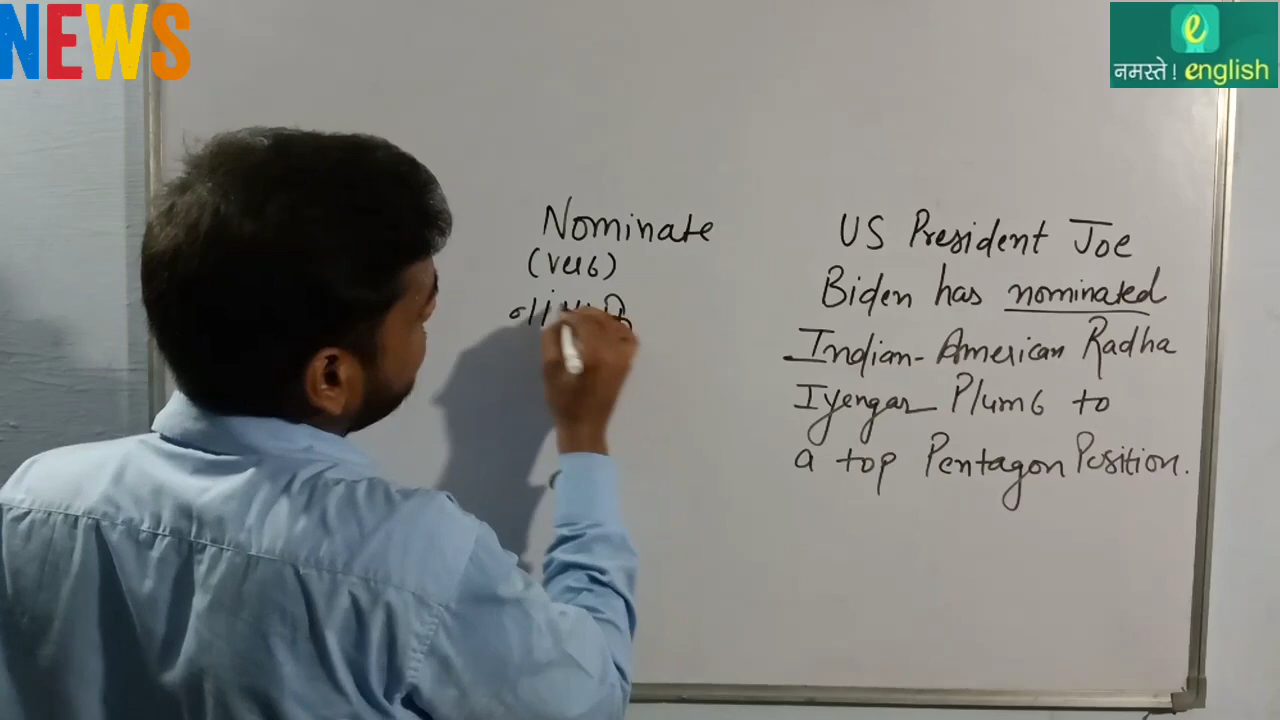 NEWS
e
नमस्ते! english
Nominate
(verb)
US President Joe
Biden has nominated
Indian-American Radha
Iyengar Plumb to
a top Pentagon Position.